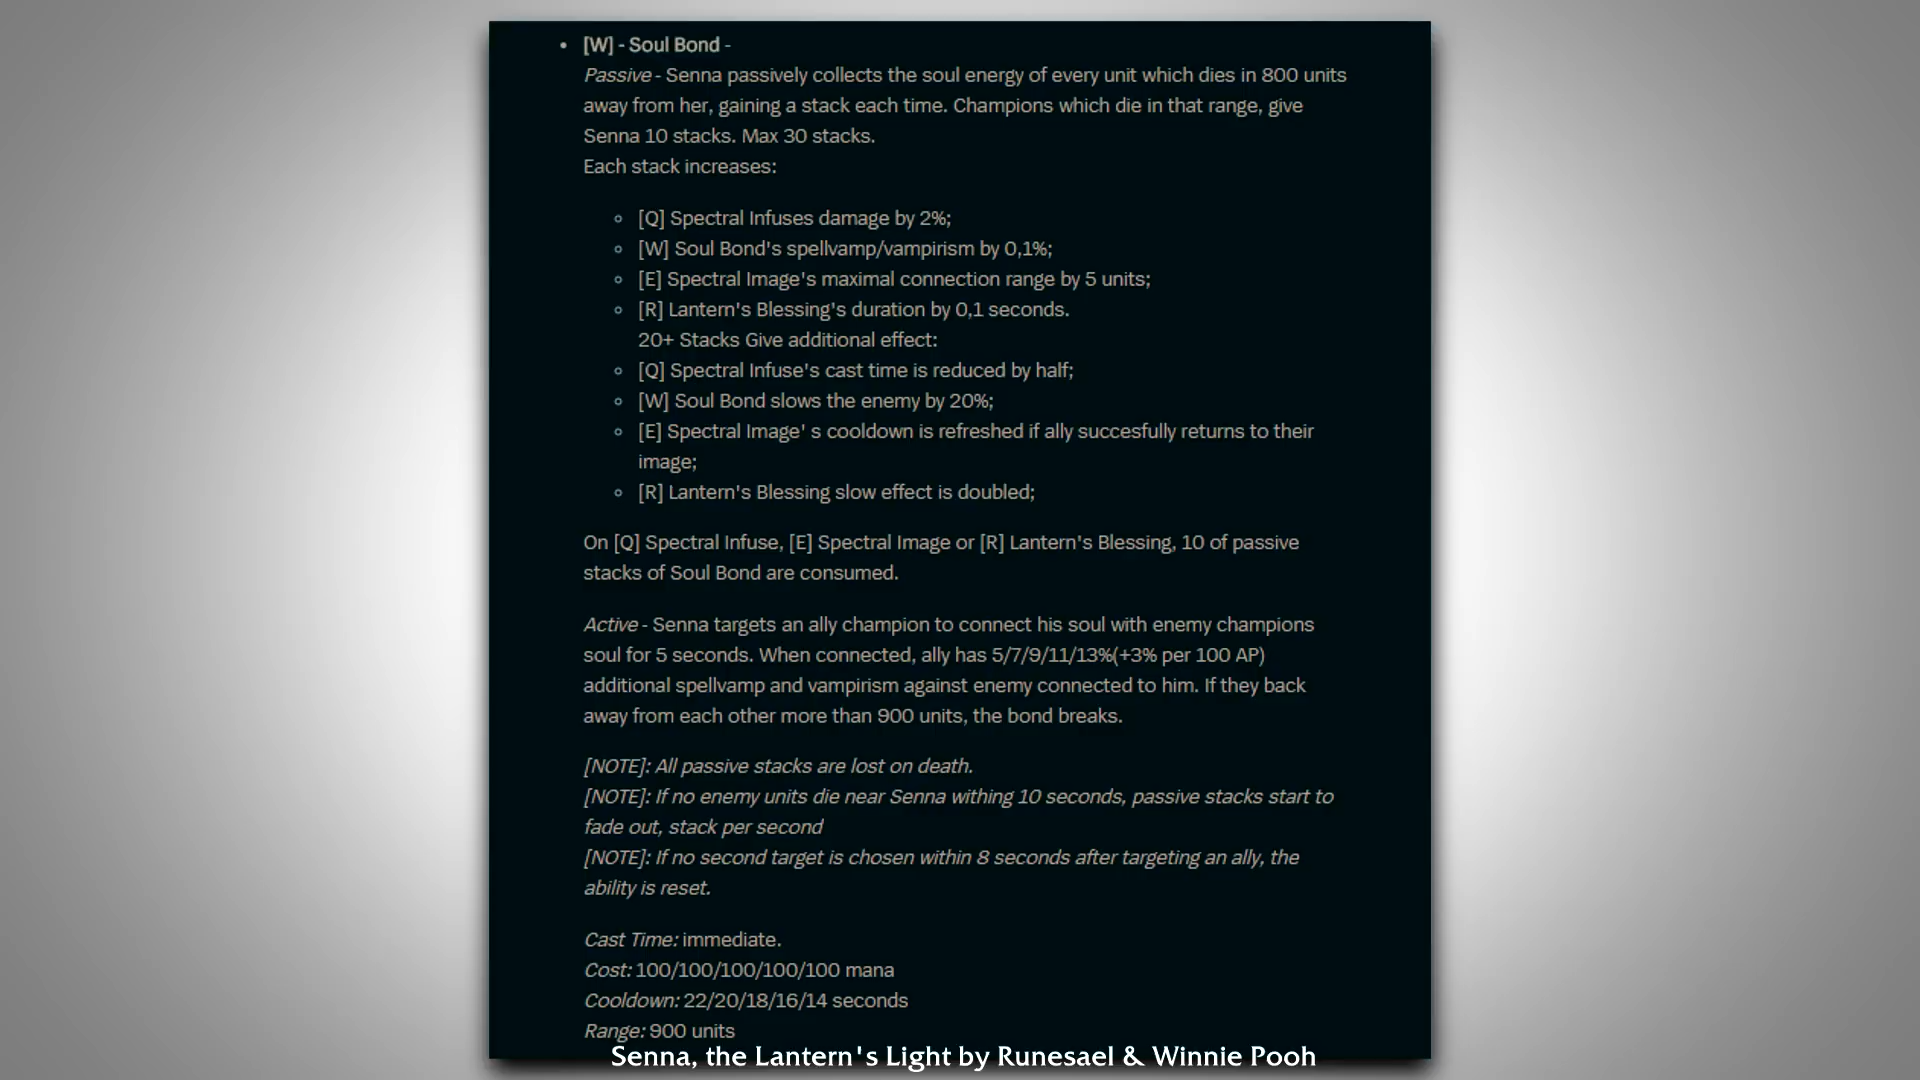 • [W] - Soul Bond -
Passive - Senna passively collects the soul energy of every unit which dies in 800 units
away from her, gaining a stack each time. Champions which die in that range, give
Senna 10 stacks. Max 30 stacks.
Each stack increases:
◦ [Q] Spectral Infuses damage by 2%;
◦ [W] Soul Bond's spellvamp/vampirism by 0,1%;
◦ [E] Spectral Image's maximal connection range by 5 units;
◦ [R] Lantern's Blessing's duration by 0,1 seconds.
20+ Stacks Give additional effect:
◦ [Q] Spectral Infuse's cast time is reduced by half;
◦ [W] Soul Bond slows the enemy by 20%;
◦ [E] Spectral Image' s cooldown is refreshed if ally succesfully returns to their
image;
◦ [R] Lantern's Blessing slow effect is doubled;
On [Q] Spectral Infuse, [E] Spectral Image or [R] Lantern's Blessing, 10 of passive
stacks of Soul Bond are consumed.
Active - Senna targets an ally champion to connect his soul with enemy champions
soul for 5 seconds. When connected, ally has 5/7/9/11/13%(+3% per 100 AP)
additional spellvamp and vampirism against enemy connected to him. If they back
away from each other more than 900 units, the bond breaks.
[NOTE]: All passive stacks are lost on death.
[NOTE]: If no enemy units die near Senna withing 10 seconds, passive stacks start to
fade out, stack per second
[NOTE]: If no second target is chosen within 8 seconds after targeting an ally, the
ability is reset.
Cast Time: immediate.
Cost: 100/100/100/100/100 mana
Cooldown: 22/20/18/16/14 seconds
Range: 900 units
Senna, the Lantern's Light by Runesael & Winnie Pooh